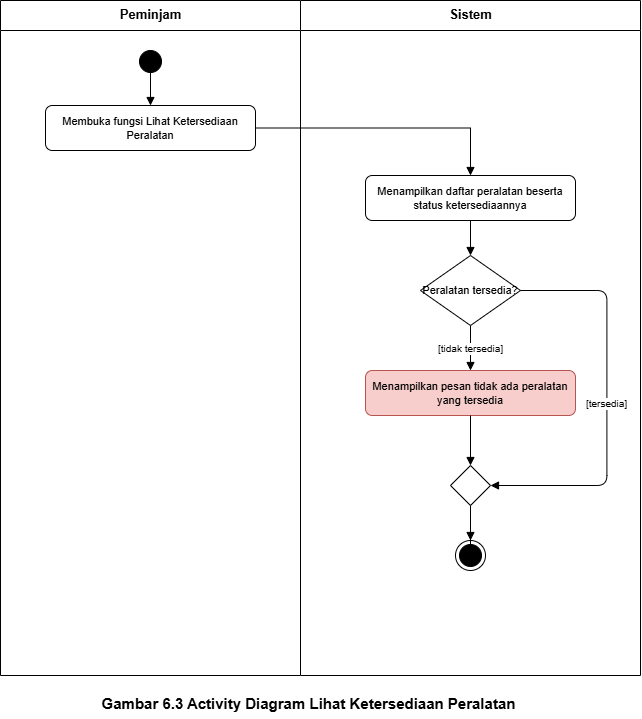 Peminjam
Sistem
Membuka fungsi Lihat Ketersediaan
Peralatan
Menampilkan daftar peralatan beserta
status ketersediaannya
Peralatan tersedia?
[tidak tersedia]
Menampilkan pesan tidak ada peralatan
yang tersedia
[tersedia]
Gambar 6.3 Activity Diagram Lihat Ketersediaan Peralatan